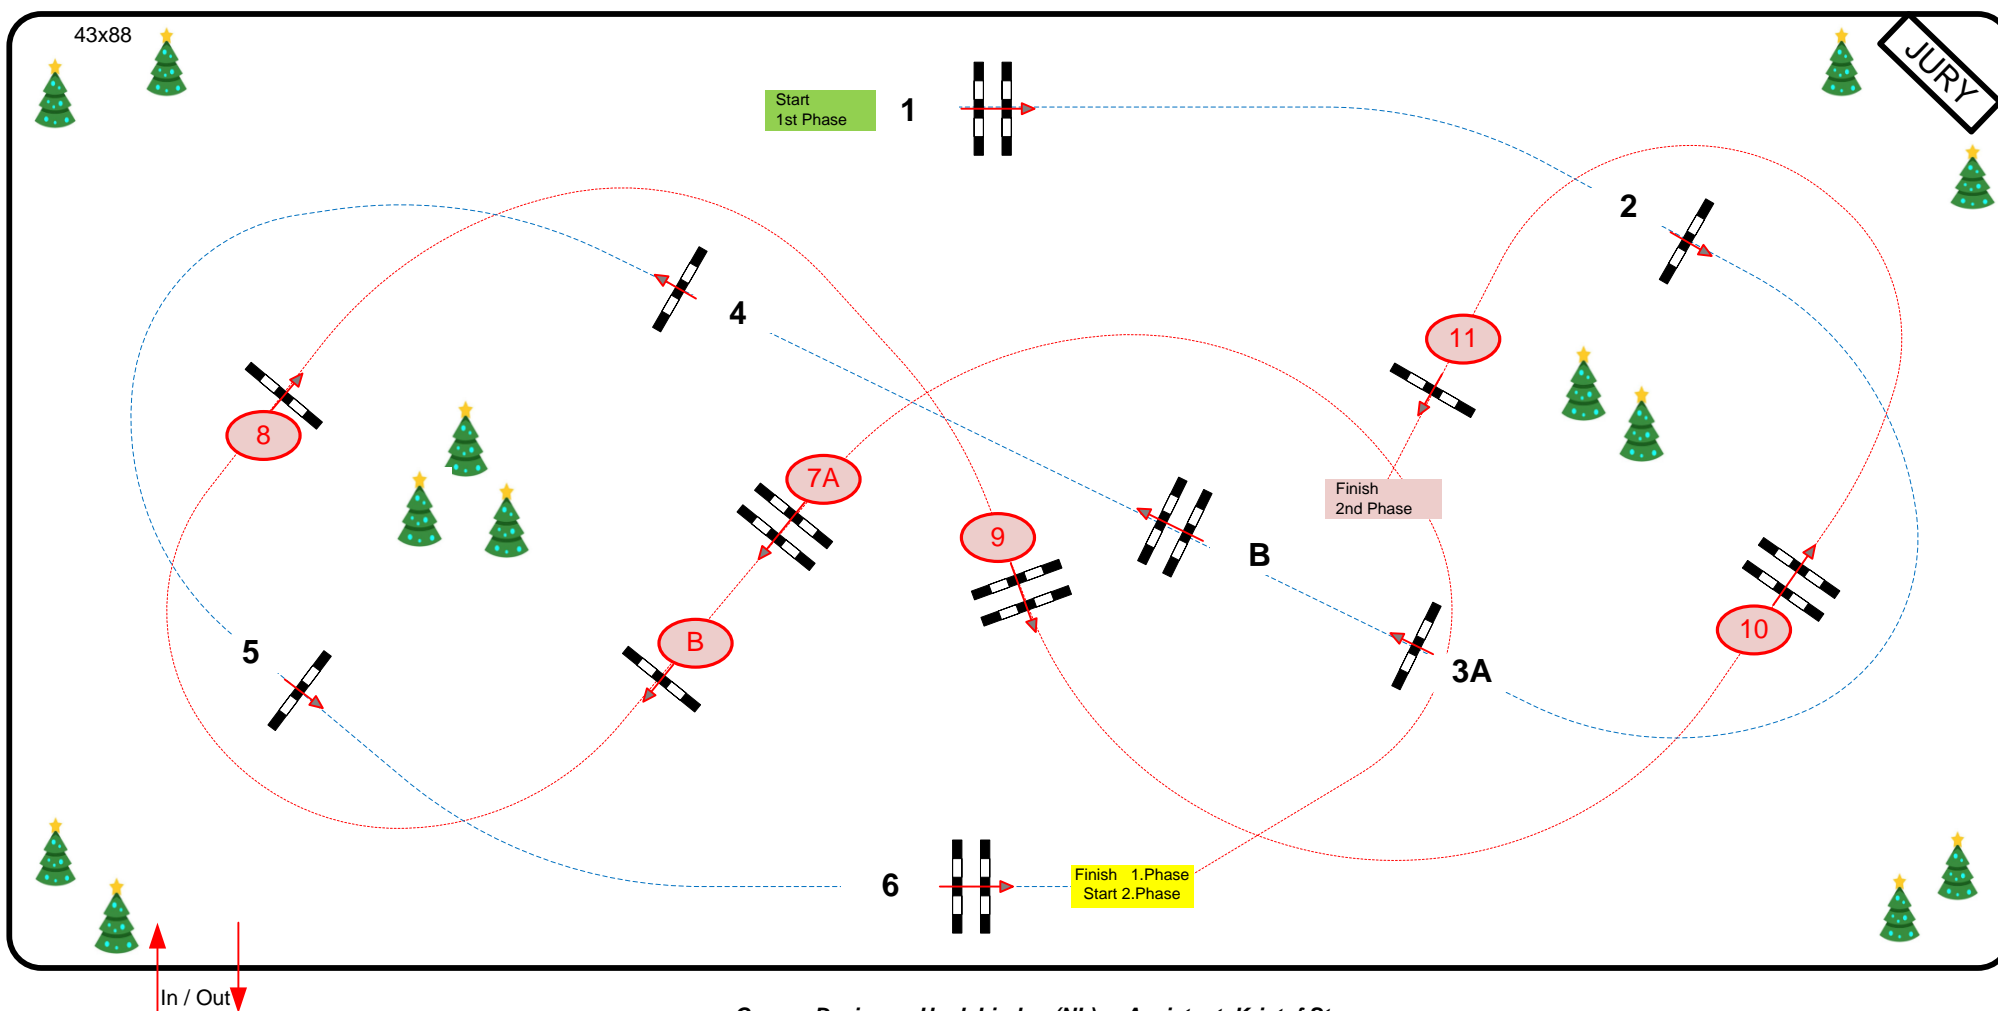 43x88
JURY
Start
1st Phase
1
2
4
11
8
7A
Finish
2nd Phase
9
B
10
B
5
3A
6
Finish 1.Phase
Start 2.Phase
In / Out